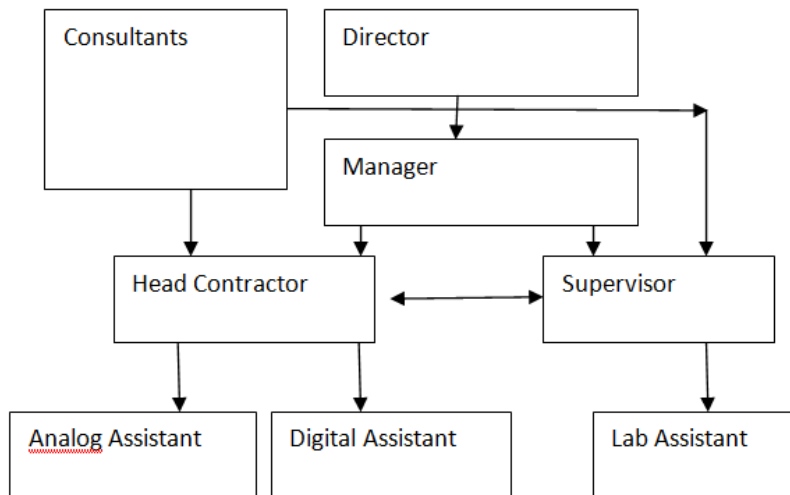 Consultants
Director
Manager
Head Contractor
Supervisor
Analog Assistant
Digital Assistant
Lab Assistant